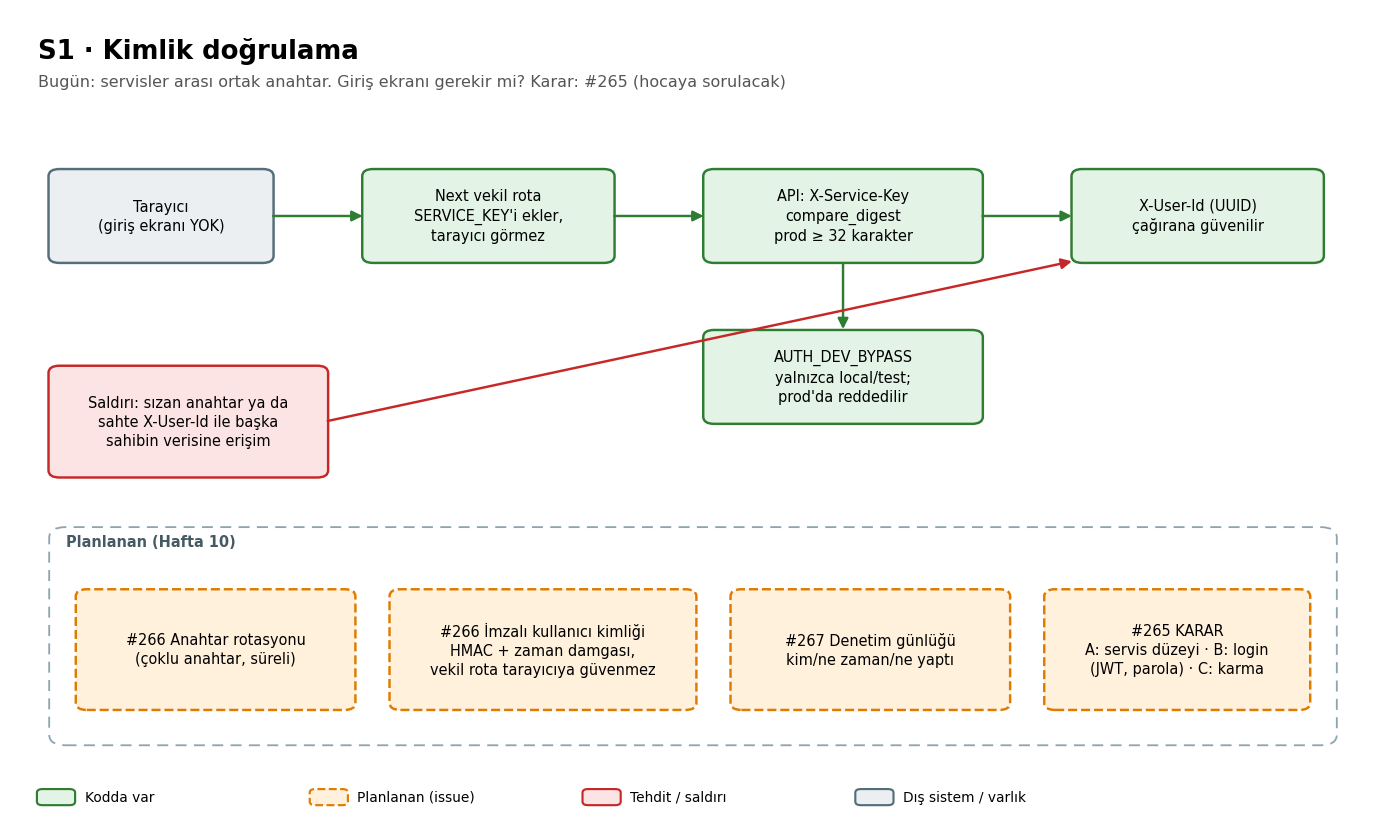 S1 · Kimlik doğrulama
Bugün: servisler arası ortak anahtar. Giriş ekranı gerekir mi? Karar: #265 (hocaya sorulacak)
Tarayıcı
(giriş ekranı YOK)
Next vekil rota
SERVICE_KEY'i ekler,
tarayıcı görmez
API: X-Service-Key
compare_digest
prod ≥ 32 karakter
X-User-Id (UUID)
çağırana güvenilir
AUTH_DEV_BYPASS
yalnızca local/test;
prod'da reddedilir
Saldırı: sızan anahtar ya da
sahte X-User-Id ile başka
sahibin verisine erişim
Planlanan (Hafta 10)
#266 Anahtar rotasyonu
(çoklu anahtar, süreli)
#266 İmzalı kullanıcı kimliği
HMAC + zaman damgası,
vekil rota tarayıcıya güvenmez
#267 Denetim günlüğü
kim/ne zaman/ne yaptı
#265 KARAR
A: servis düzeyi · B: login
(JWT, parola) · C: karma
Kodda var
Planlanan (issue)
Tehdit / saldırı
Dış sistem / varlık